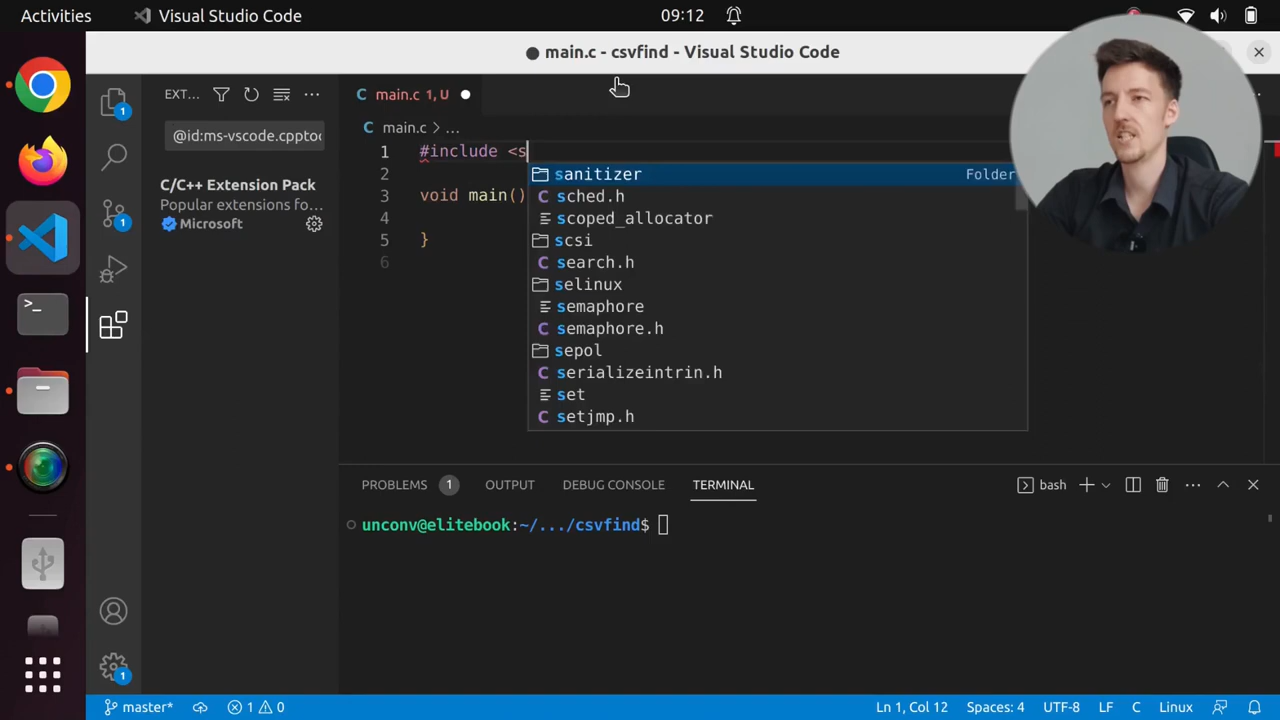 Activities Visual Studio Code 09:12
main.c - csvfind - Visual Studio Code
EXT...
@id:ms-vscode.cpptoo
C/C++ Extension Pack
Popular extensions fo...
Microsoft
main.c 1, U
main.c > ...
1 #include <s
2
3 void main()
4
5 }
6
sanitizer Folder
sched.h
scoped_allocator
scsi
search.h
selinux
semaphore
semaphore.h
sepol
serializeintrin.h
set
setjmp.h
PROBLEMS 1 OUTPUT DEBUG CONSOLE TERMINAL bash
unconv@elitebook:~/.../csvfind$
1
1
1
master* 1 0 Ln 1, Col 12 Spaces: 4 UTF-8 LF C Linux